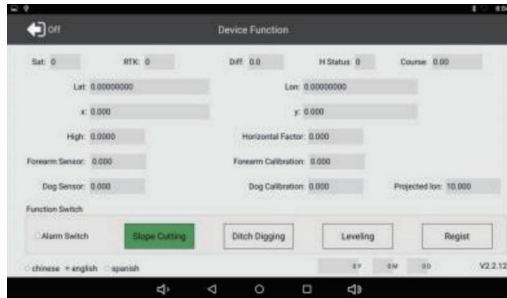 8:04
Off Device Function
Sat: 0 RTK: 0 Diff: 0.0 H Status: 0 Course: 0.00
Lat: 0.00000000 Lon: 0.00000000
x: 0.000 y: 0.000
High: 0.0000 Horizontal Factor: 0.000
Forearm Sensor: 0.000 Forearm Calibration: 0.000
Dog Sensor: 0.000 Dog Calibration: 0.000 Projected lon: 10.000
Function Switch
Alarm Switch Slope Cutting Ditch Digging Leveling Regist
chinese english spanish V2.2.12